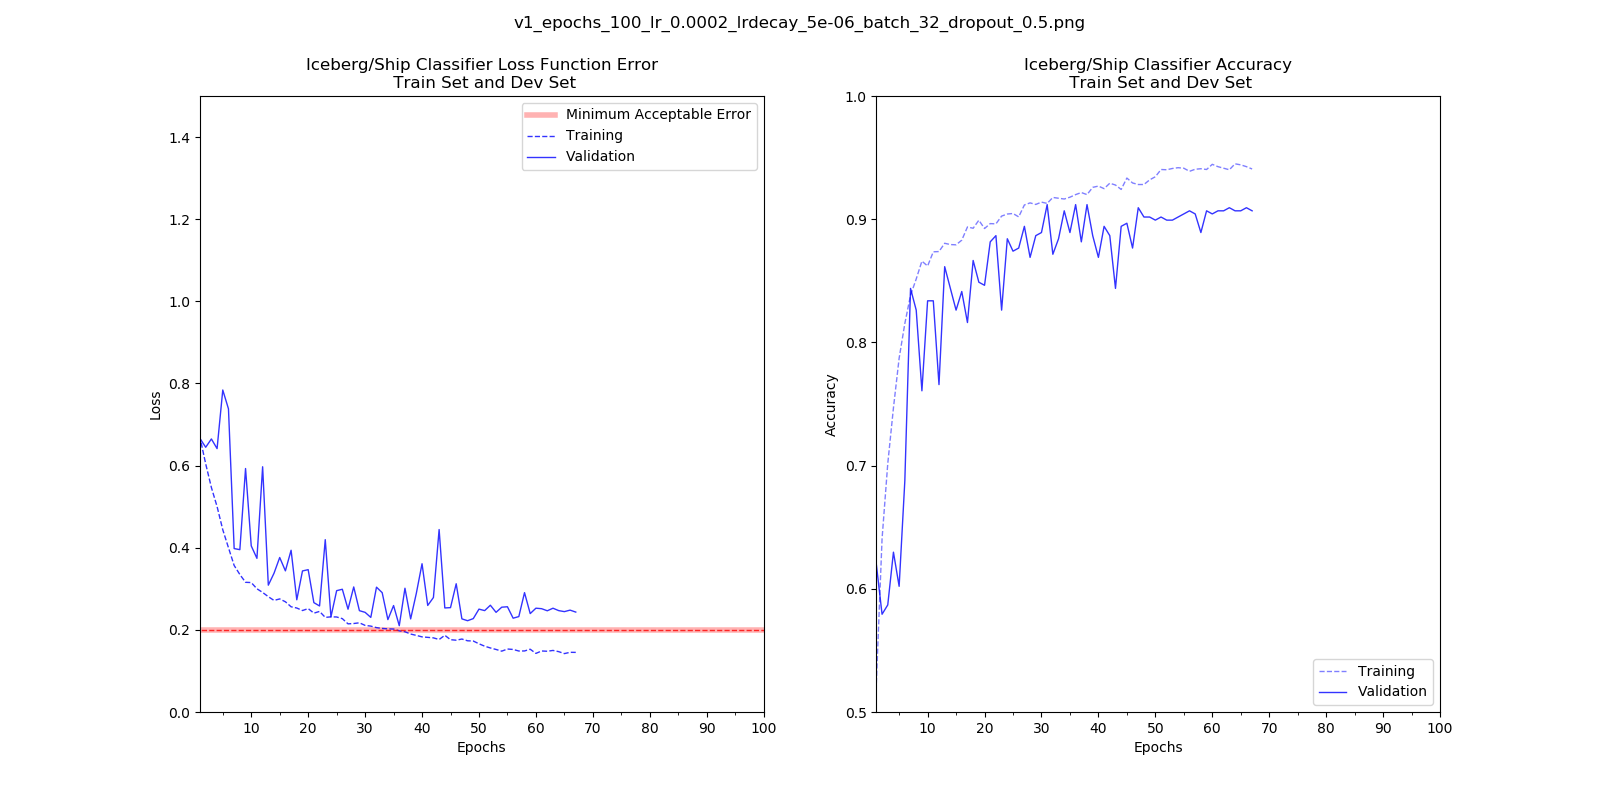 v1_epochs_100_lr_0.0002_lrdecay_5e-06_batch_32_dropout_0.5.png
Iceberg/Ship Classifier Loss Function Error
Train Set and Dev Set
1.4
1.2
1.0
0.8
0.6
0.4
0.2
0.0
Loss
Minimum Acceptable Error
Training
Validation
10 20 30 40 50 60 70 80 90 100
Epochs
Iceberg/Ship Classifier Accuracy
Train Set and Dev Set
1.0
0.9
0.8
0.7
0.6
0.5
Accuracy
Training
Validation
10 20 30 40 50 60 70 80 90 100
Epochs